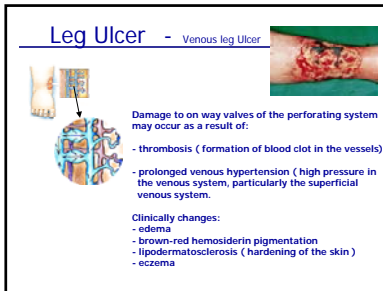 Leg Ulcer - Venous leg Ulcer
Damage to on way valves of the perforating system
may occur as a result of:
- thrombosis ( formation of blood clot in the vessels)
- prolonged venous hypertension ( high pressure in
the venous system, particularly the superficial
venous system.
Clinically changes:
- edema
- brown-red hemosiderin pigmentation
- lipodermatosclerosis ( hardening of the skin )
- eczema